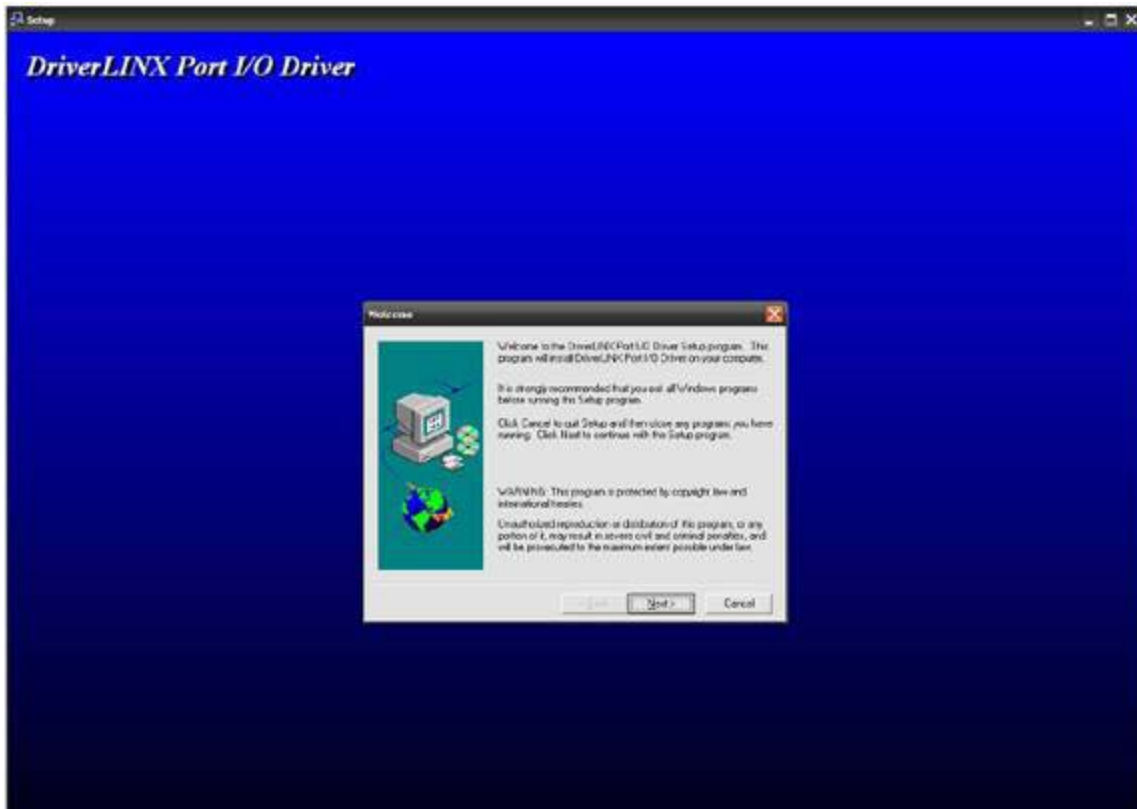 Setup
DriverLINX Port I/O Driver
Welcome
Welcome to the DriverLINX Port I/O Driver Setup program. This
program will install DriverLINX Port I/O Driver on your computer.
It is strongly recommended that you exit all Windows programs
before running this Setup program.
Click Cancel to quit Setup and then close any programs you have
running. Click Next to continue with the Setup program.
WARNING: This program is protected by copyright law and
international treaties.
Unauthorized reproduction or distribution of this program, or any
portion of it, may result in severe civil and criminal penalties, and
will be prosecuted to the maximum extent possible under law.
< Back Next > Cancel